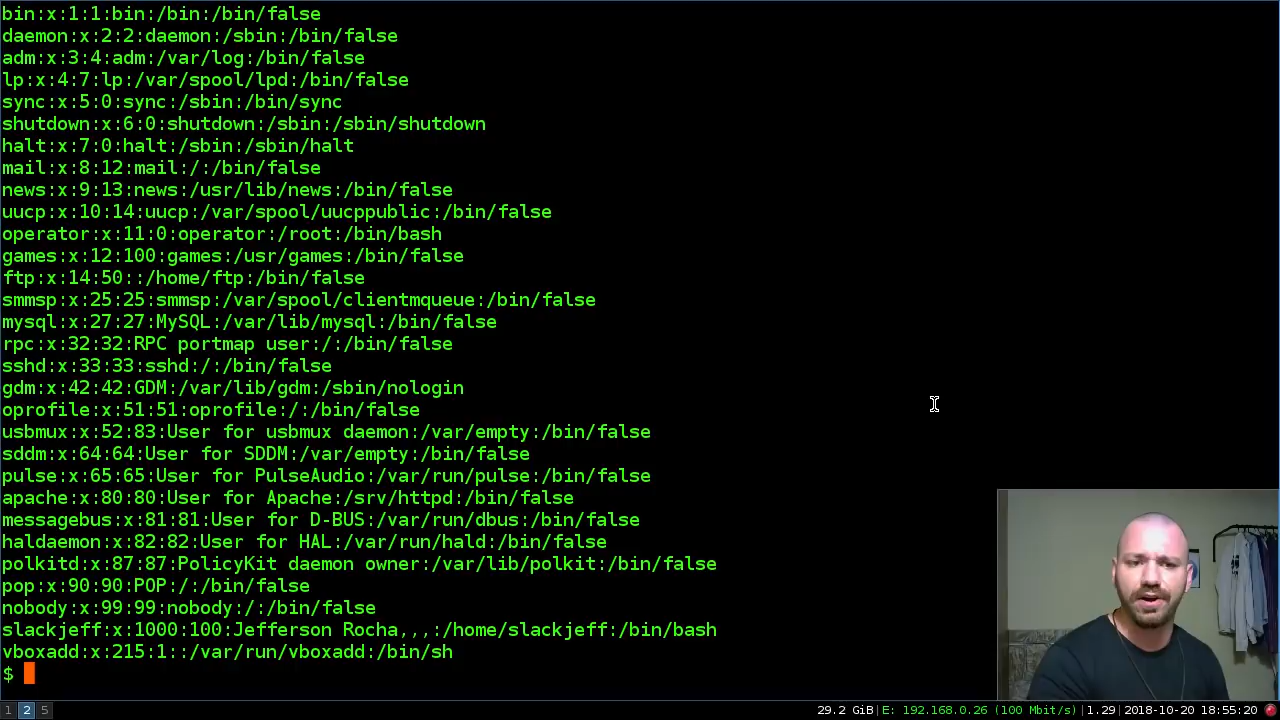 bin:x:1:1:bin:/bin:/bin/false
daemon:x:2:2:daemon:/sbin:/bin/false
adm:x:3:4:adm:/var/log:/bin/false
lp:x:4:7:lp:/var/spool/lpd:/bin/false
sync:x:5:0:sync:/sbin:/bin/sync
shutdown:x:6:0:shutdown:/sbin:/sbin/shutdown
halt:x:7:0:halt:/sbin:/sbin/halt
mail:x:8:12:mail:/:/bin/false
news:x:9:13:news:/usr/lib/news:/bin/false
uucp:x:10:14:uucp:/var/spool/uucppublic:/bin/false
operator:x:11:0:operator:/root:/bin/bash
games:x:12:100:games:/usr/games:/bin/false
ftp:x:14:50::/home/ftp:/bin/false
smmsp:x:25:25:smmsp:/var/spool/clientmqueue:/bin/false
mysql:x:27:27:MySQL:/var/lib/mysql:/bin/false
rpc:x:32:32:RPC portmap user:/:/bin/false
sshd:x:33:33:sshd:/:/bin/false
gdm:x:42:42:GDM:/var/lib/gdm:/sbin/nologin
oprofile:x:51:51:oprofile:/:/bin/false
usbmux:x:52:83:User for usbmux daemon:/var/empty:/bin/false
sddm:x:64:64:User for SDDM:/var/empty:/bin/false
pulse:x:65:65:User for PulseAudio:/var/run/pulse:/bin/false
apache:x:80:80:User for Apache:/srv/httpd:/bin/false
messagebus:x:81:81:User for D-BUS:/var/run/dbus:/bin/false
haldaemon:x:82:82:User for HAL:/var/run/hald:/bin/false
polkitd:x:87:87:PolicyKit daemon owner:/var/lib/polkit:/bin/false
pop:x:90:90:POP:/:/bin/false
nobody:x:99:99:nobody:/:/bin/false
slackjeff:x:1000:100:Jefferson Rocha,,,:/home/slackjeff:/bin/bash
vboxadd:x:215:1::/var/run/vboxadd:/bin/sh
$
1 2 5 29.2 GiB|E: 192.168.0.26 (100 Mbit/s)|1.29|2018-10-20 18:55:20